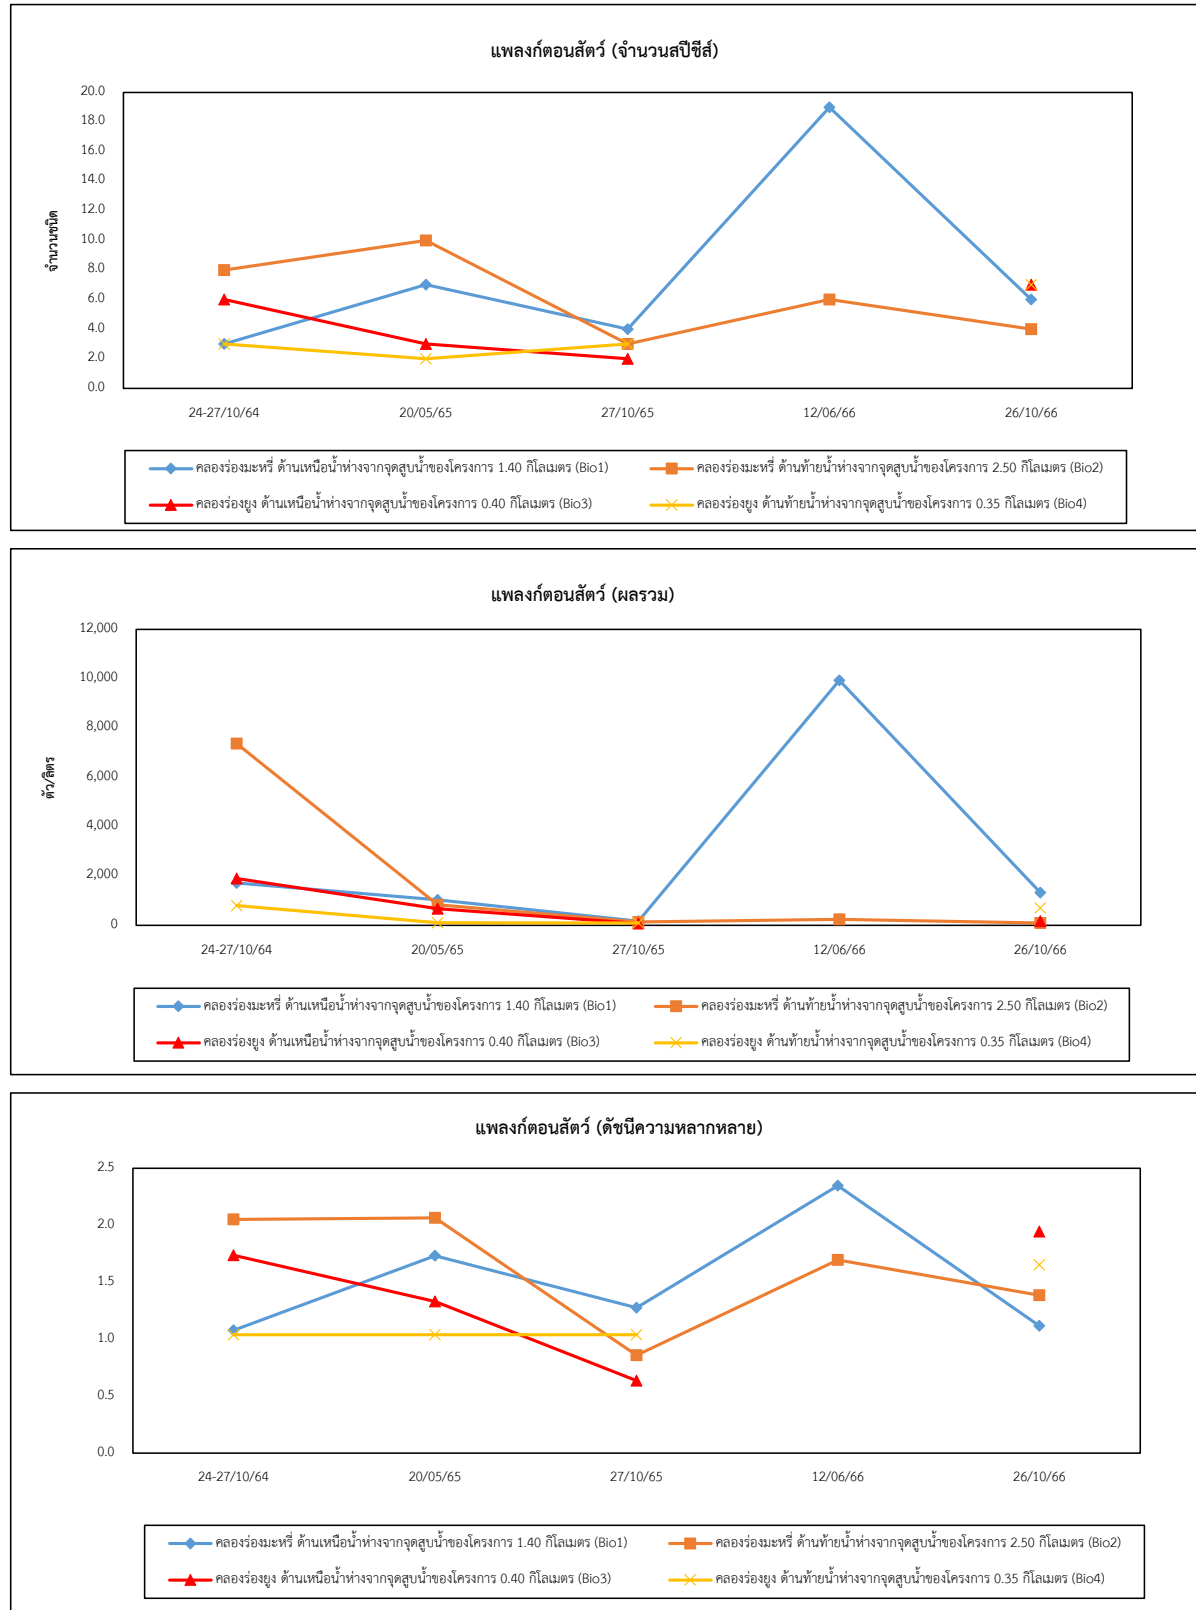 แพลงก์ตอนสัตว์ (จำนวนสปีชีส์)
20.0
18.0
16.0
14.0
12.0
10.0
8.0
6.0
4.0
2.0
0.0
จำนวนชนิด
24-27/10/64 20/05/65 27/10/65 12/06/66 26/10/66
คลองร่องมะหรี่ ด้านเหนือน้ำห่างจากจุดสูบน้ำของโครงการ 1.40 กิโลเมตร (Bio1) คลองร่องมะหรี่ ด้านท้ายน้ำห่างจากจุดสูบน้ำของโครงการ 2.50 กิโลเมตร (Bio2)
คลองร่องยูง ด้านเหนือน้ำห่างจากจุดสูบน้ำของโครงการ 0.40 กิโลเมตร (Bio3) คลองร่องยูง ด้านท้ายน้ำห่างจากจุดสูบน้ำของโครงการ 0.35 กิโลเมตร (Bio4)
แพลงก์ตอนสัตว์ (ผลรวม)
12,000
10,000
8,000
6,000
4,000
2,000
0
ตัว/ลิตร
24-27/10/64 20/05/65 27/10/65 12/06/66 26/10/66
คลองร่องมะหรี่ ด้านเหนือน้ำห่างจากจุดสูบน้ำของโครงการ 1.40 กิโลเมตร (Bio1) คลองร่องมะหรี่ ด้านท้ายน้ำห่างจากจุดสูบน้ำของโครงการ 2.50 กิโลเมตร (Bio2)
คลองร่องยูง ด้านเหนือน้ำห่างจากจุดสูบน้ำของโครงการ 0.40 กิโลเมตร (Bio3) คลองร่องยูง ด้านท้ายน้ำห่างจากจุดสูบน้ำของโครงการ 0.35 กิโลเมตร (Bio4)
แพลงก์ตอนสัตว์ (ดัชนีความหลากหลาย)
2.5
2.0
1.5
1.0
0.5
0.0
24-27/10/64 20/05/65 27/10/65 12/06/66 26/10/66
คลองร่องมะหรี่ ด้านเหนือน้ำห่างจากจุดสูบน้ำของโครงการ 1.40 กิโลเมตร (Bio1) คลองร่องมะหรี่ ด้านท้ายน้ำห่างจากจุดสูบน้ำของโครงการ 2.50 กิโลเมตร (Bio2)
คลองร่องยูง ด้านเหนือน้ำห่างจากจุดสูบน้ำของโครงการ 0.40 กิโลเมตร (Bio3) คลองร่องยูง ด้านท้ายน้ำห่างจากจุดสูบน้ำของโครงการ 0.35 กิโลเมตร (Bio4)